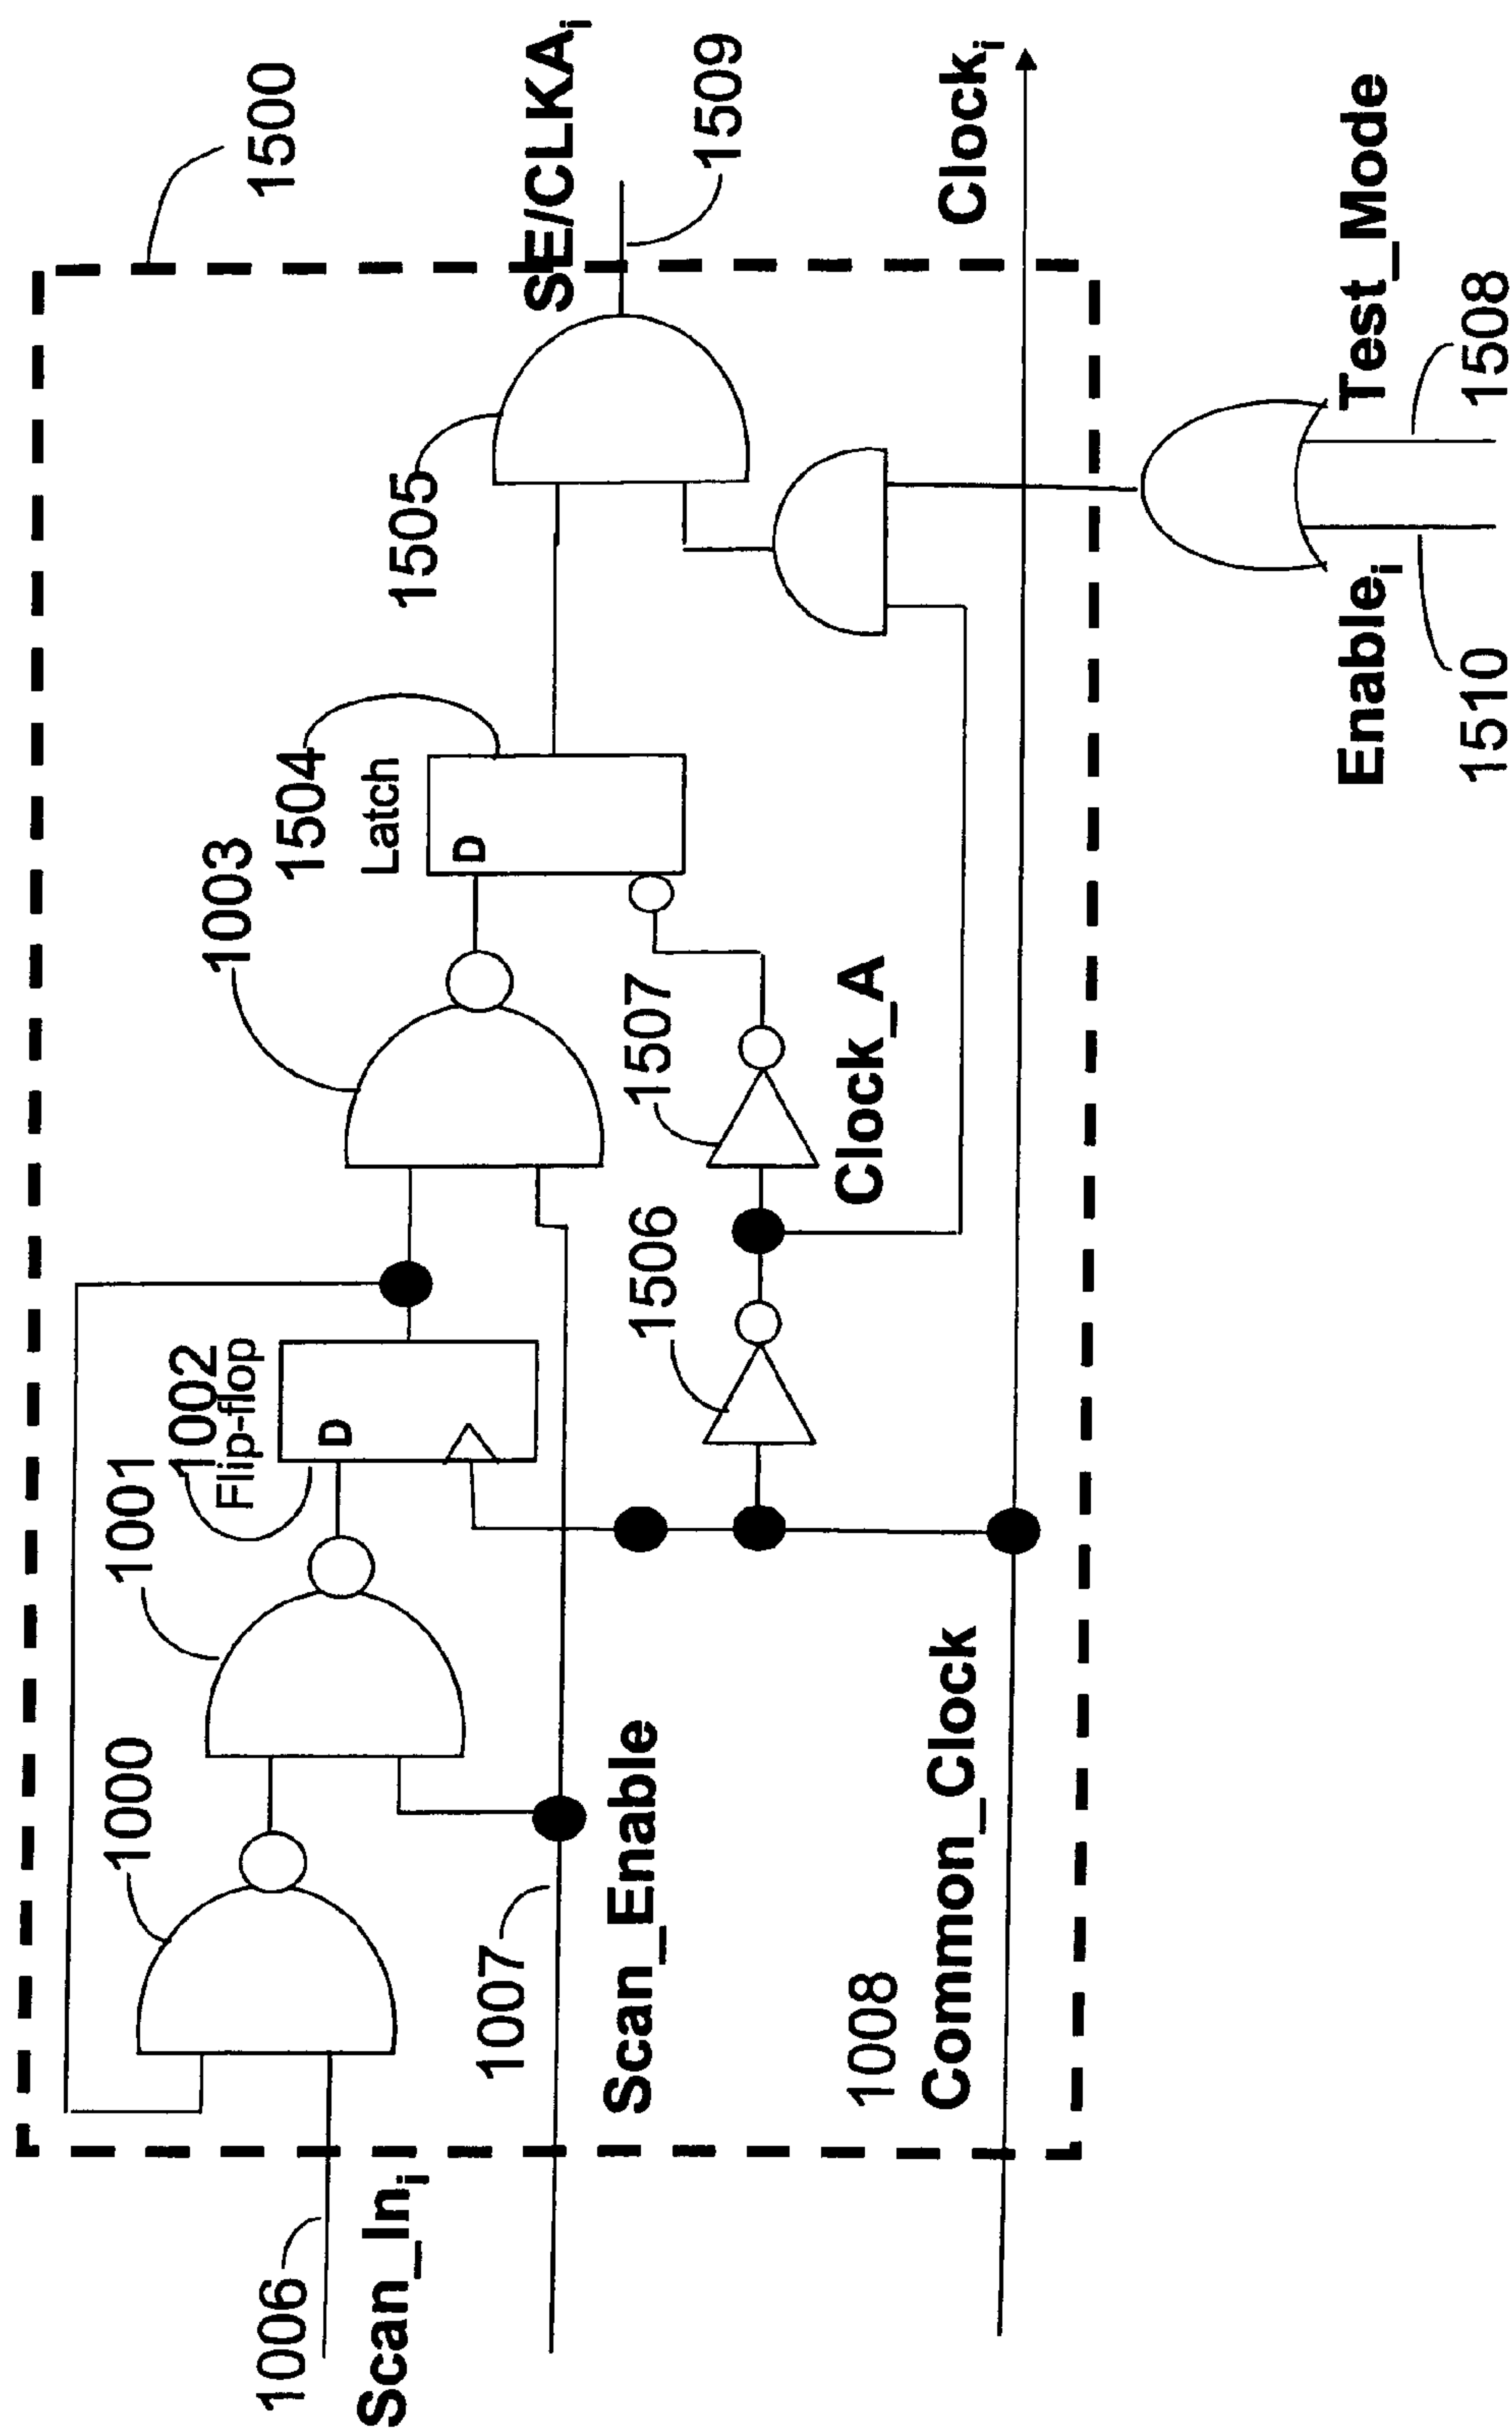 1500
SE/CLKAi
1509
Clocki
1505
1504
Latch
D
1003
1507
Clock_A
1506
1002
Flip-flop
D
1001
1000
1007
Scan_Enable
1008
Common_Clock
1006
Scan_Ini
Enablei
Test_Mode
1510
1508